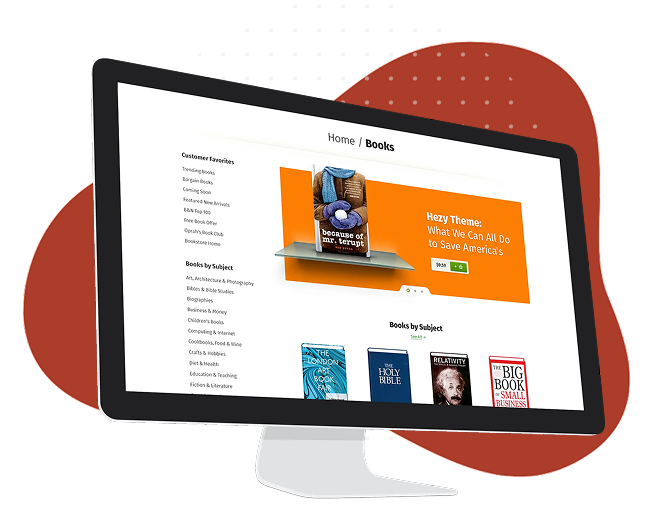 Home / Books
Customer Favorites
Trending Books
Bargain Books
Coming Soon
Featured New Arrivals
B&N Top 100
Free Book Offer
Oprah's Book Club
Bookstore Home
Books by Subject
Art, Architecture & Photography
Bibles & Bible Studies
Biographies
Business & Money
Children's Books
Computing & Internet
Cookbooks, Food & Wine
Crafts & Hobbies
Diet & Health
Education & Teaching
Fiction & Literature
because of
mr. terupt
Hezy Theme:
What We Can All Do
to Save America's
Books by Subject
See All
THE
LONDON
ART
BOOK
FAIR
THE
HOLY
BIBLE
RELATIVITY
THE BIG
BOOK
OF SMALL
BUSINESS